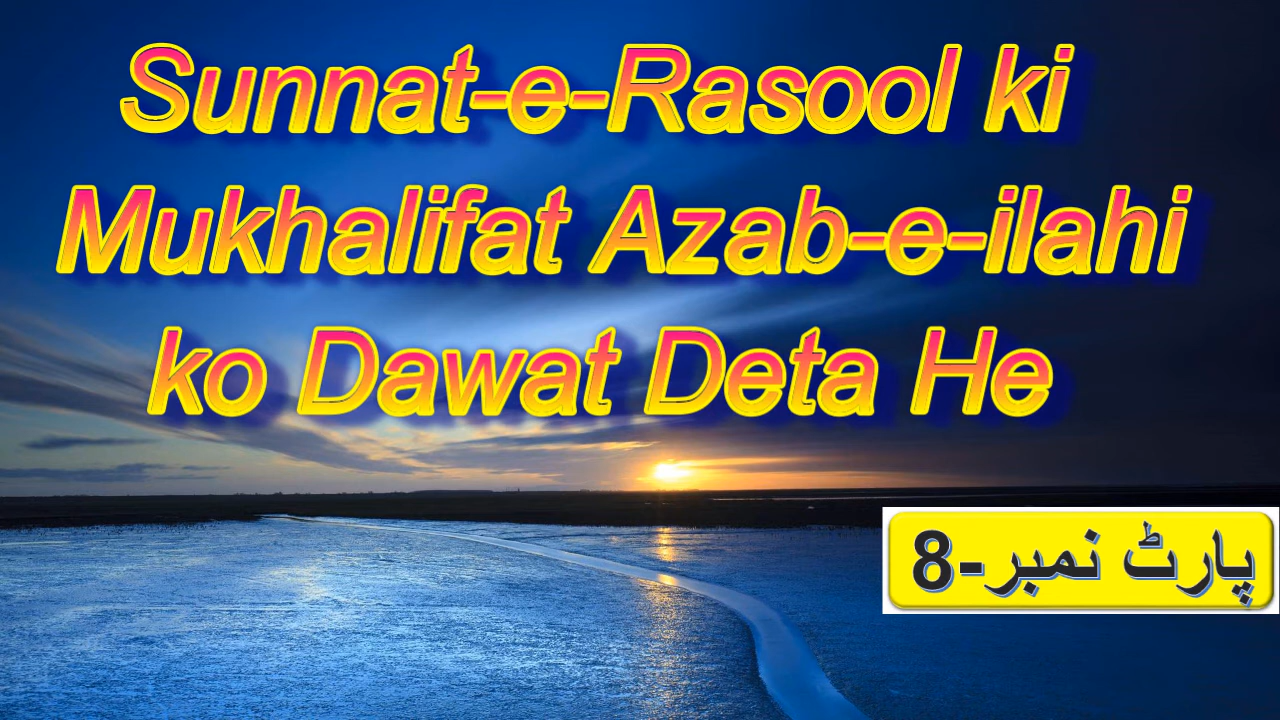 Sunnat-e-Rasool ki
Mukhalifat Azab-e-ilahi
ko Dawat Deta He
پارٹ نمبر-8